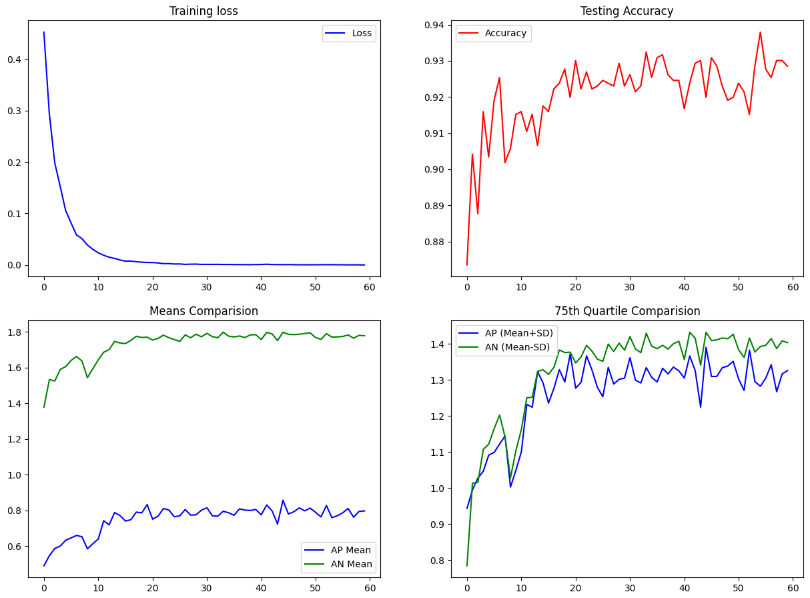 Training loss
Loss
0.4
0.3
0.2
0.1
0.0
0 10 20 30 40 50 60
Testing Accuracy
Accuracy
0.94
0.93
0.92
0.91
0.90
0.89
0.88
0 10 20 30 40 50 60
Means Comparision
1.8
1.6
1.4
1.2
1.0
0.8
0.6
AP Mean
AN Mean
0 10 20 30 40 50 60
75th Quartile Comparision
AP (Mean+SD)
AN (Mean-SD)
1.4
1.3
1.2
1.1
1.0
0.9
0.8
0 10 20 30 40 50 60